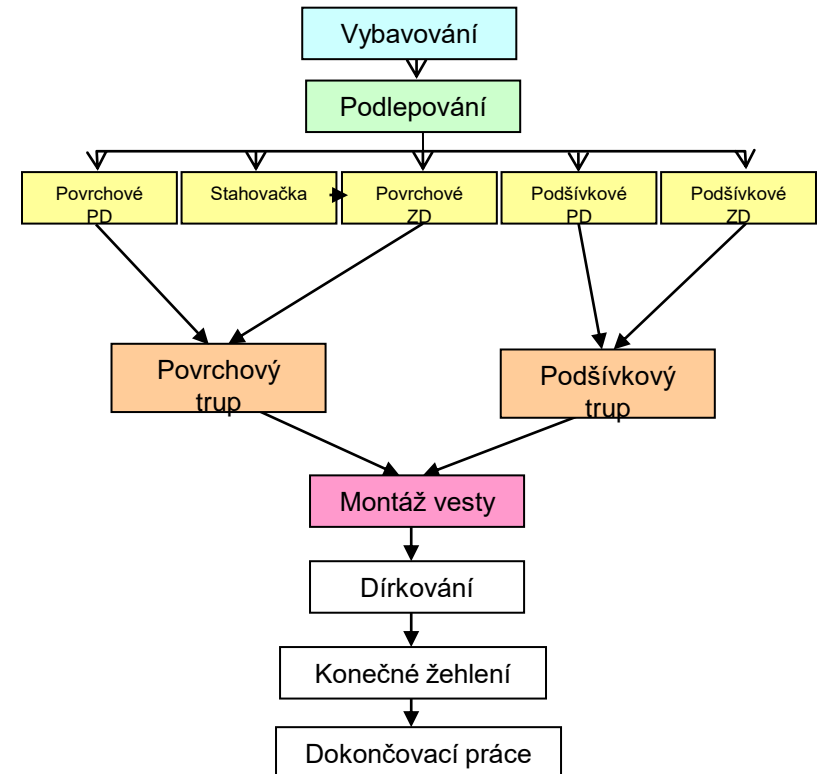 Vybavování
Podlepování
Povrchové
PD
Stahovačka
Povrchové
ZD
Podšívkové
PD
Podšívkové
ZD
Povrchový
trup
Podšívkový
trup
Montáž vesty
Dírkování
Konečné žehlení
Dokončovací práce